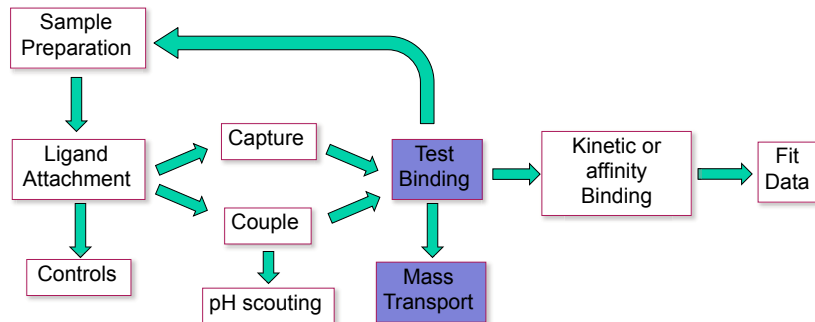 Sample
Preparation
Ligand
Attachment
Controls
Capture
Couple
pH scouting
Test
Binding
Mass
Transport
Kinetic or
affinity
Binding
Fit
Data